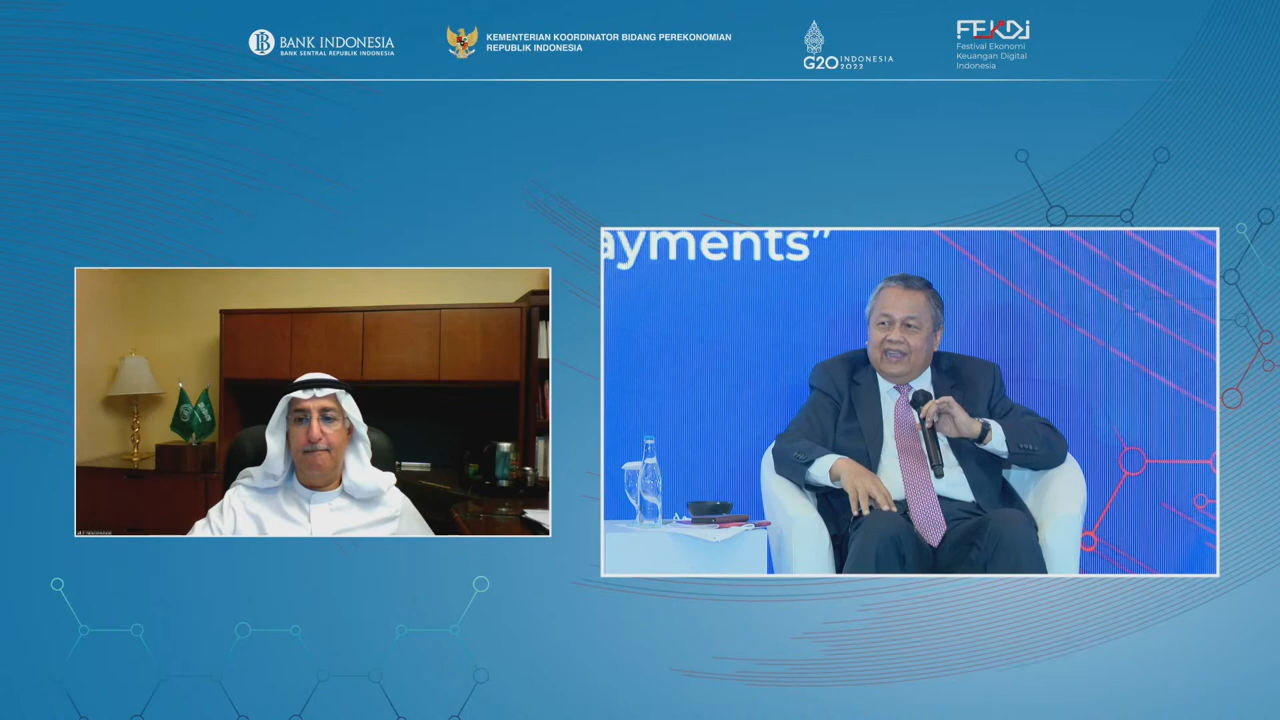 BANK INDONESIA
BANK SENTRAL REPUBLIK INDONESIA
KEMENTERIAN KOORDINATOR BIDANG PEREKONOMIAN
REPUBLIK INDONESIA
G20 INDONESIA
2022
FEKDI
Festival Ekonomi
Keuangan Digital
Indonesia
ayments”